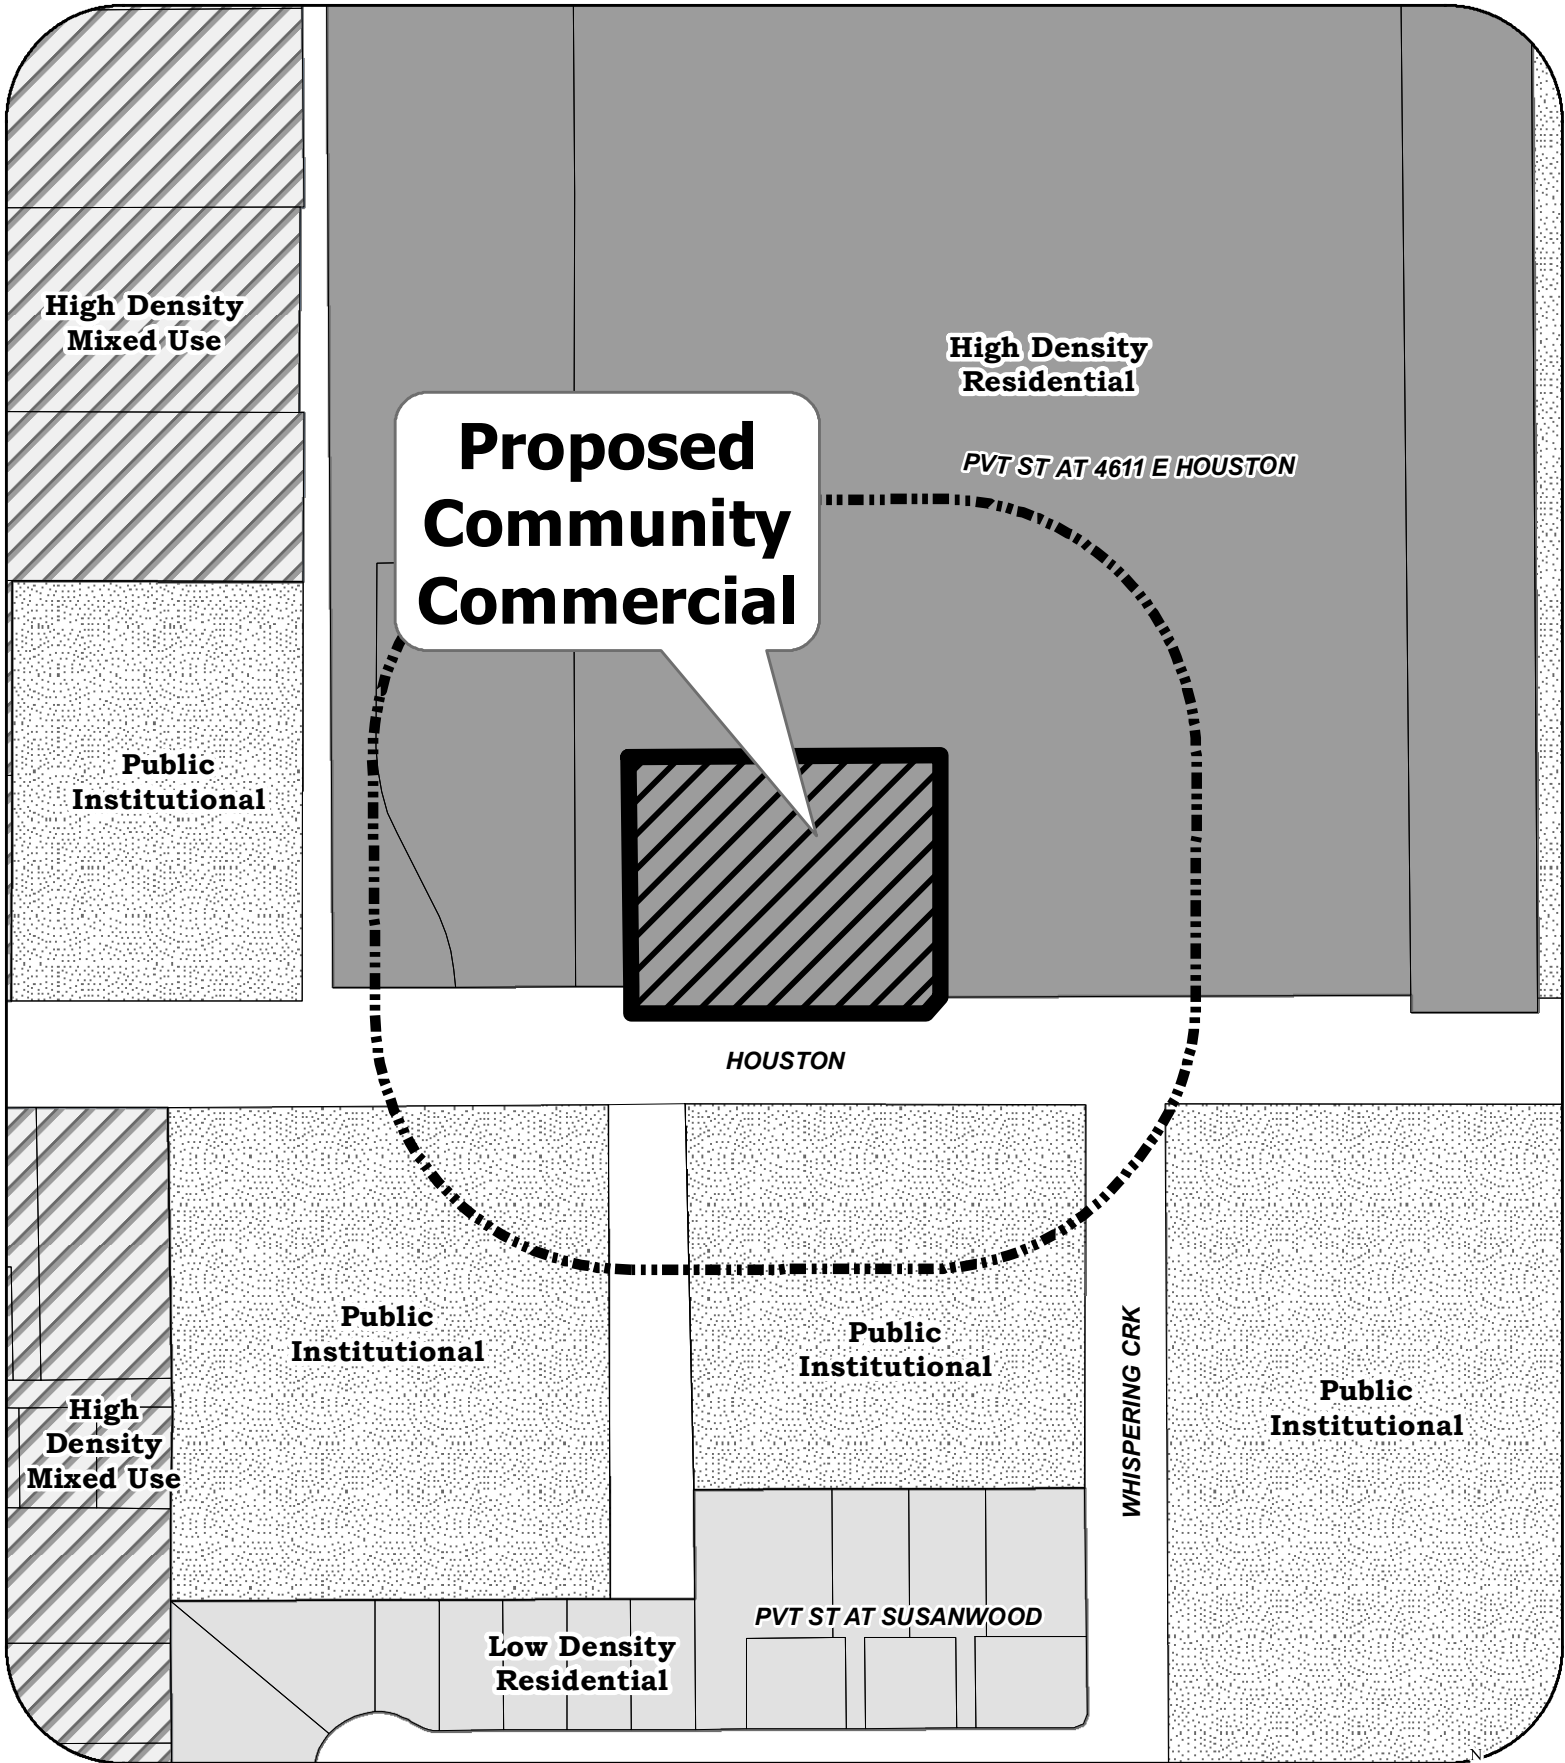 High Density
Mixed Use
High Density
Residential
Proposed
Community
Commercial
PVT ST AT 4611 E HOUSTON
Public
Institutional
HOUSTON
Public
Institutional
Public
Institutional
WHISPERING CRK
Public
Institutional
High
Density
Mixed Use
PVT ST AT SUSANWOOD
Low Density
Residential
N